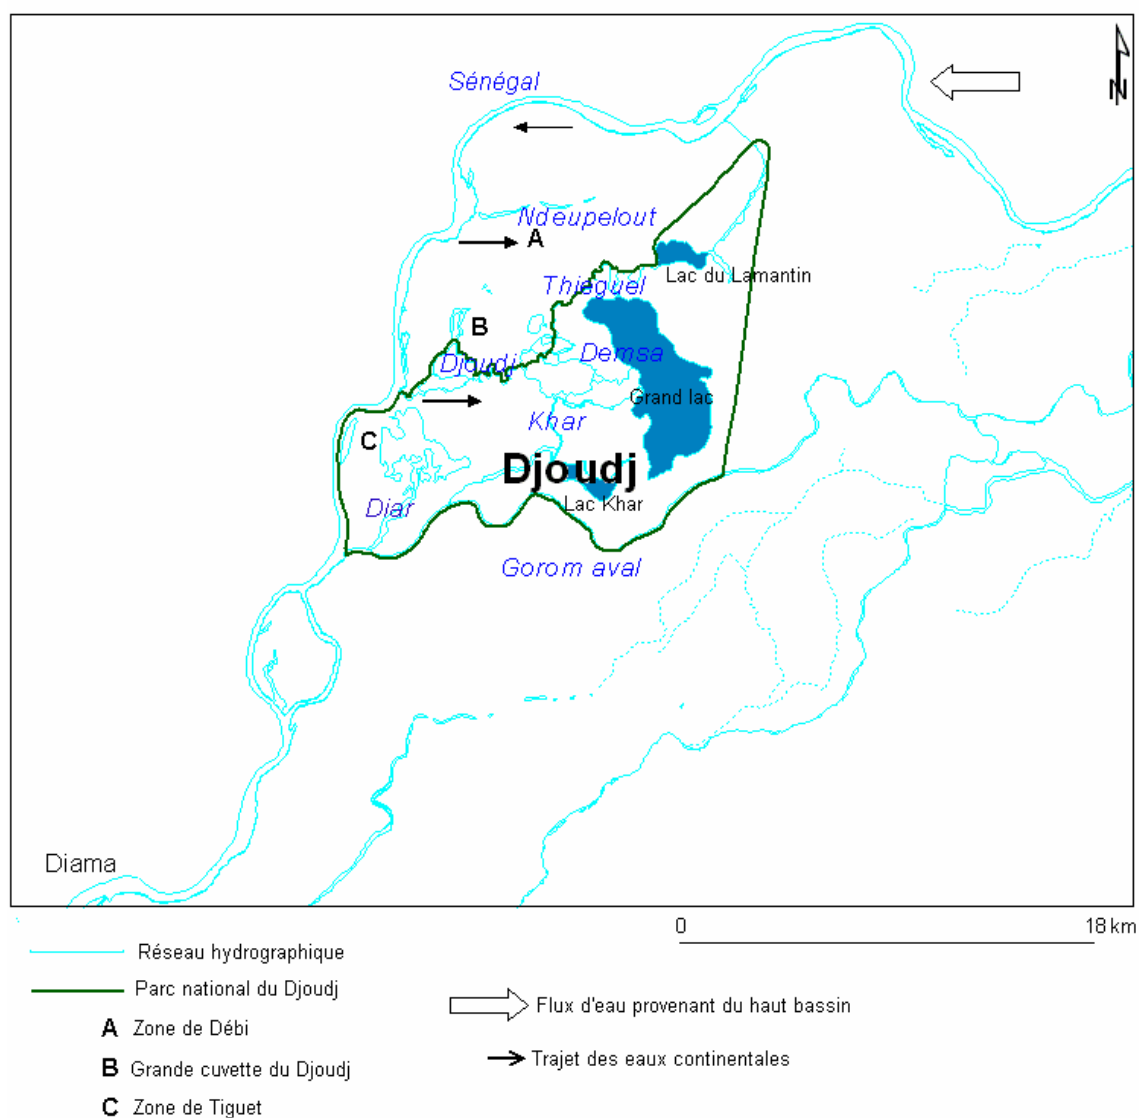 Sénégal
N
Ndeupelout
A
Lac du Lamantin
Thieguel
B
Demsa
Djoudj
Grand lac
Khar
C
Djoudj
Lac Khar
Diar
Gorom aval
Diama
0
18 km
Réseau hydrographique
Parc national du Djoudj
Flux d'eau provenant du haut bassin
A Zone de Débi
Trajet des eaux continentales
B Grande cuvette du Djoudj
C Zone de Tiguet